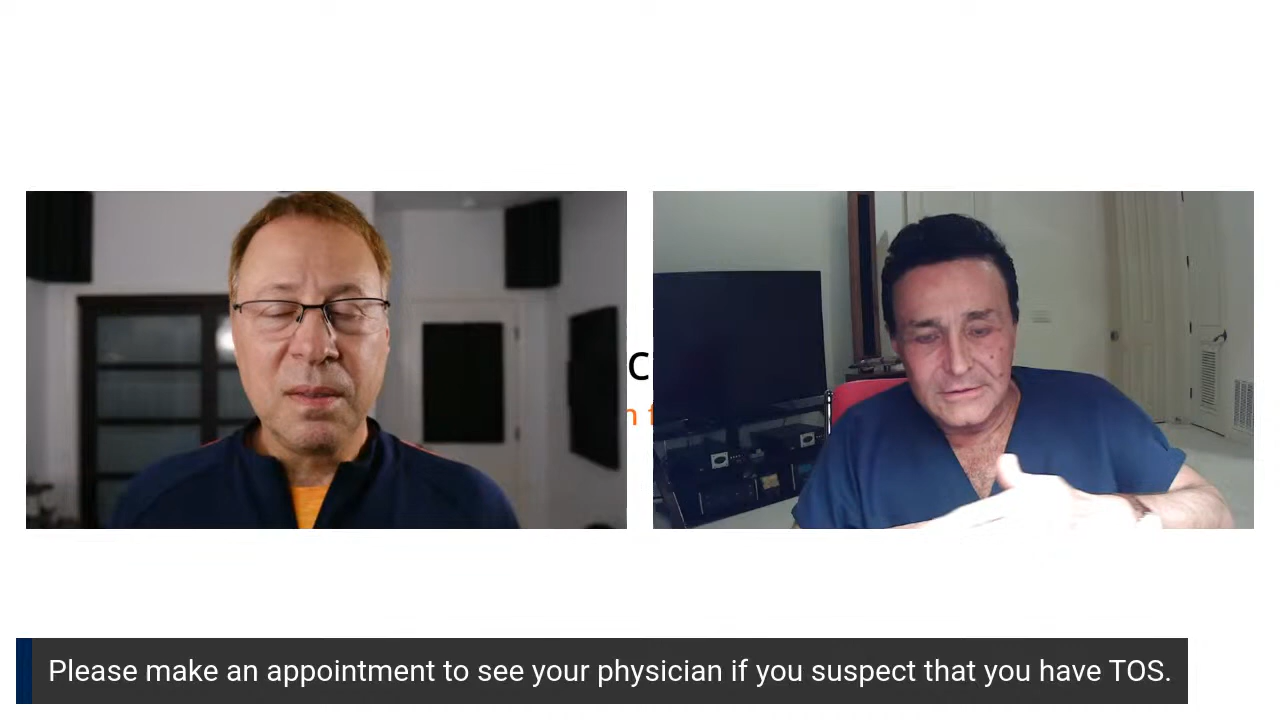 C
n f
Please make an appointment to see your physician if you suspect that you have TOS.